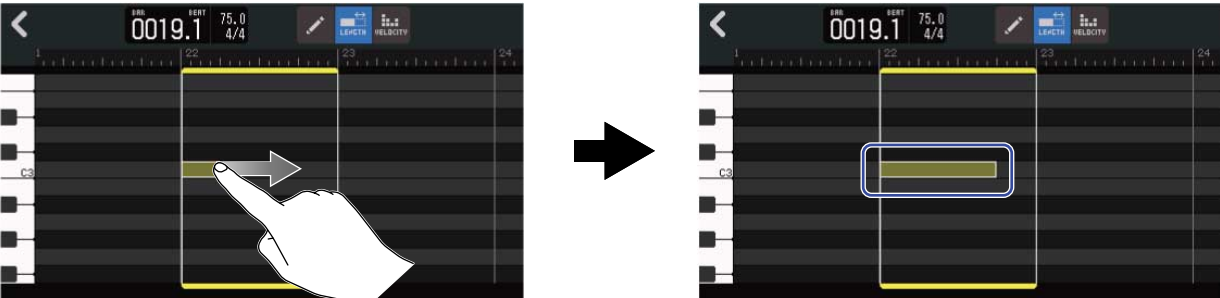 BAR BEAT
0019.1
75.0
4/4
LENGTH
VELOCITY
1 22 23 24
C3
BAR BEAT
0019.1
75.0
4/4
LENGTH
VELOCITY
1 22 23 24
C3